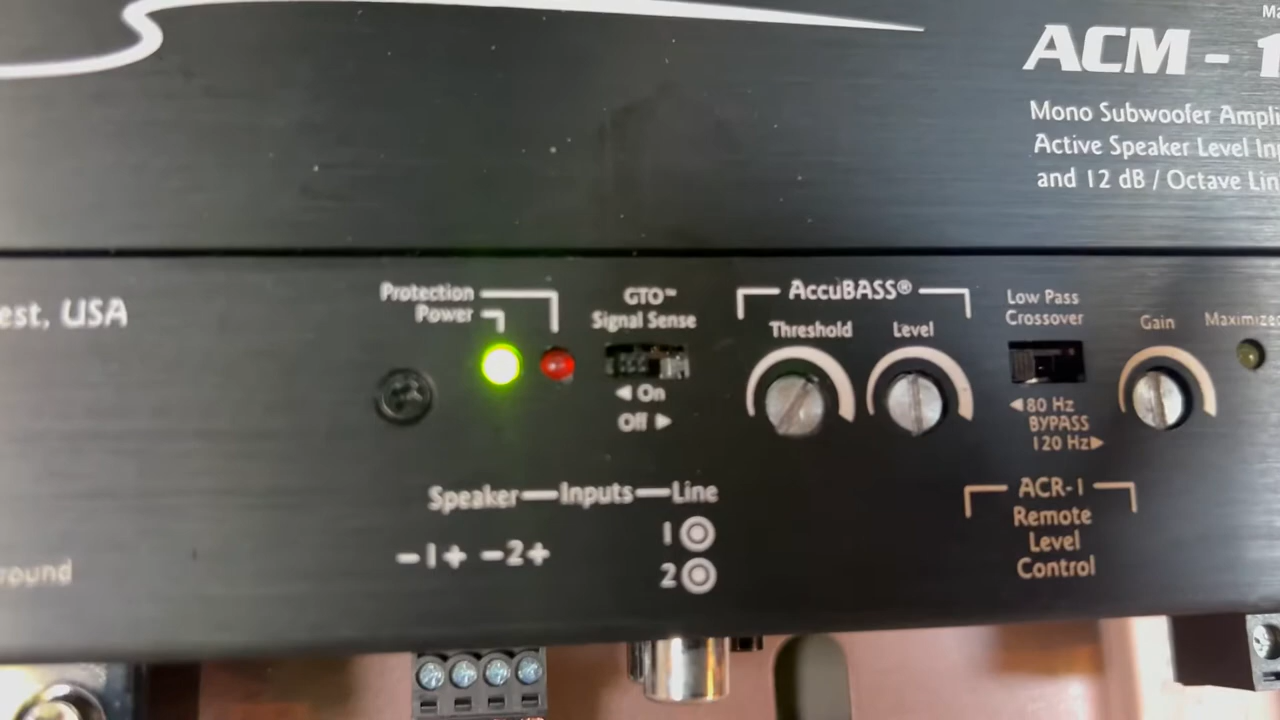 ACM - 1
Mono Subwoofer Ampli
Active Speaker Level In
and 12 dB / Octave Lin
est, USA
Protection
Power
GTO™
Signal Sense
◀ On
Off ▶
AccuBASS®
Threshold
Level
Low Pass
Crossover
◀80 Hz
BYPASS
120 Hz▶
Gain
Maximized
Speaker Inputs Line
-1+ -2+
1
2
ACR-1
Remote
Level
Control
round